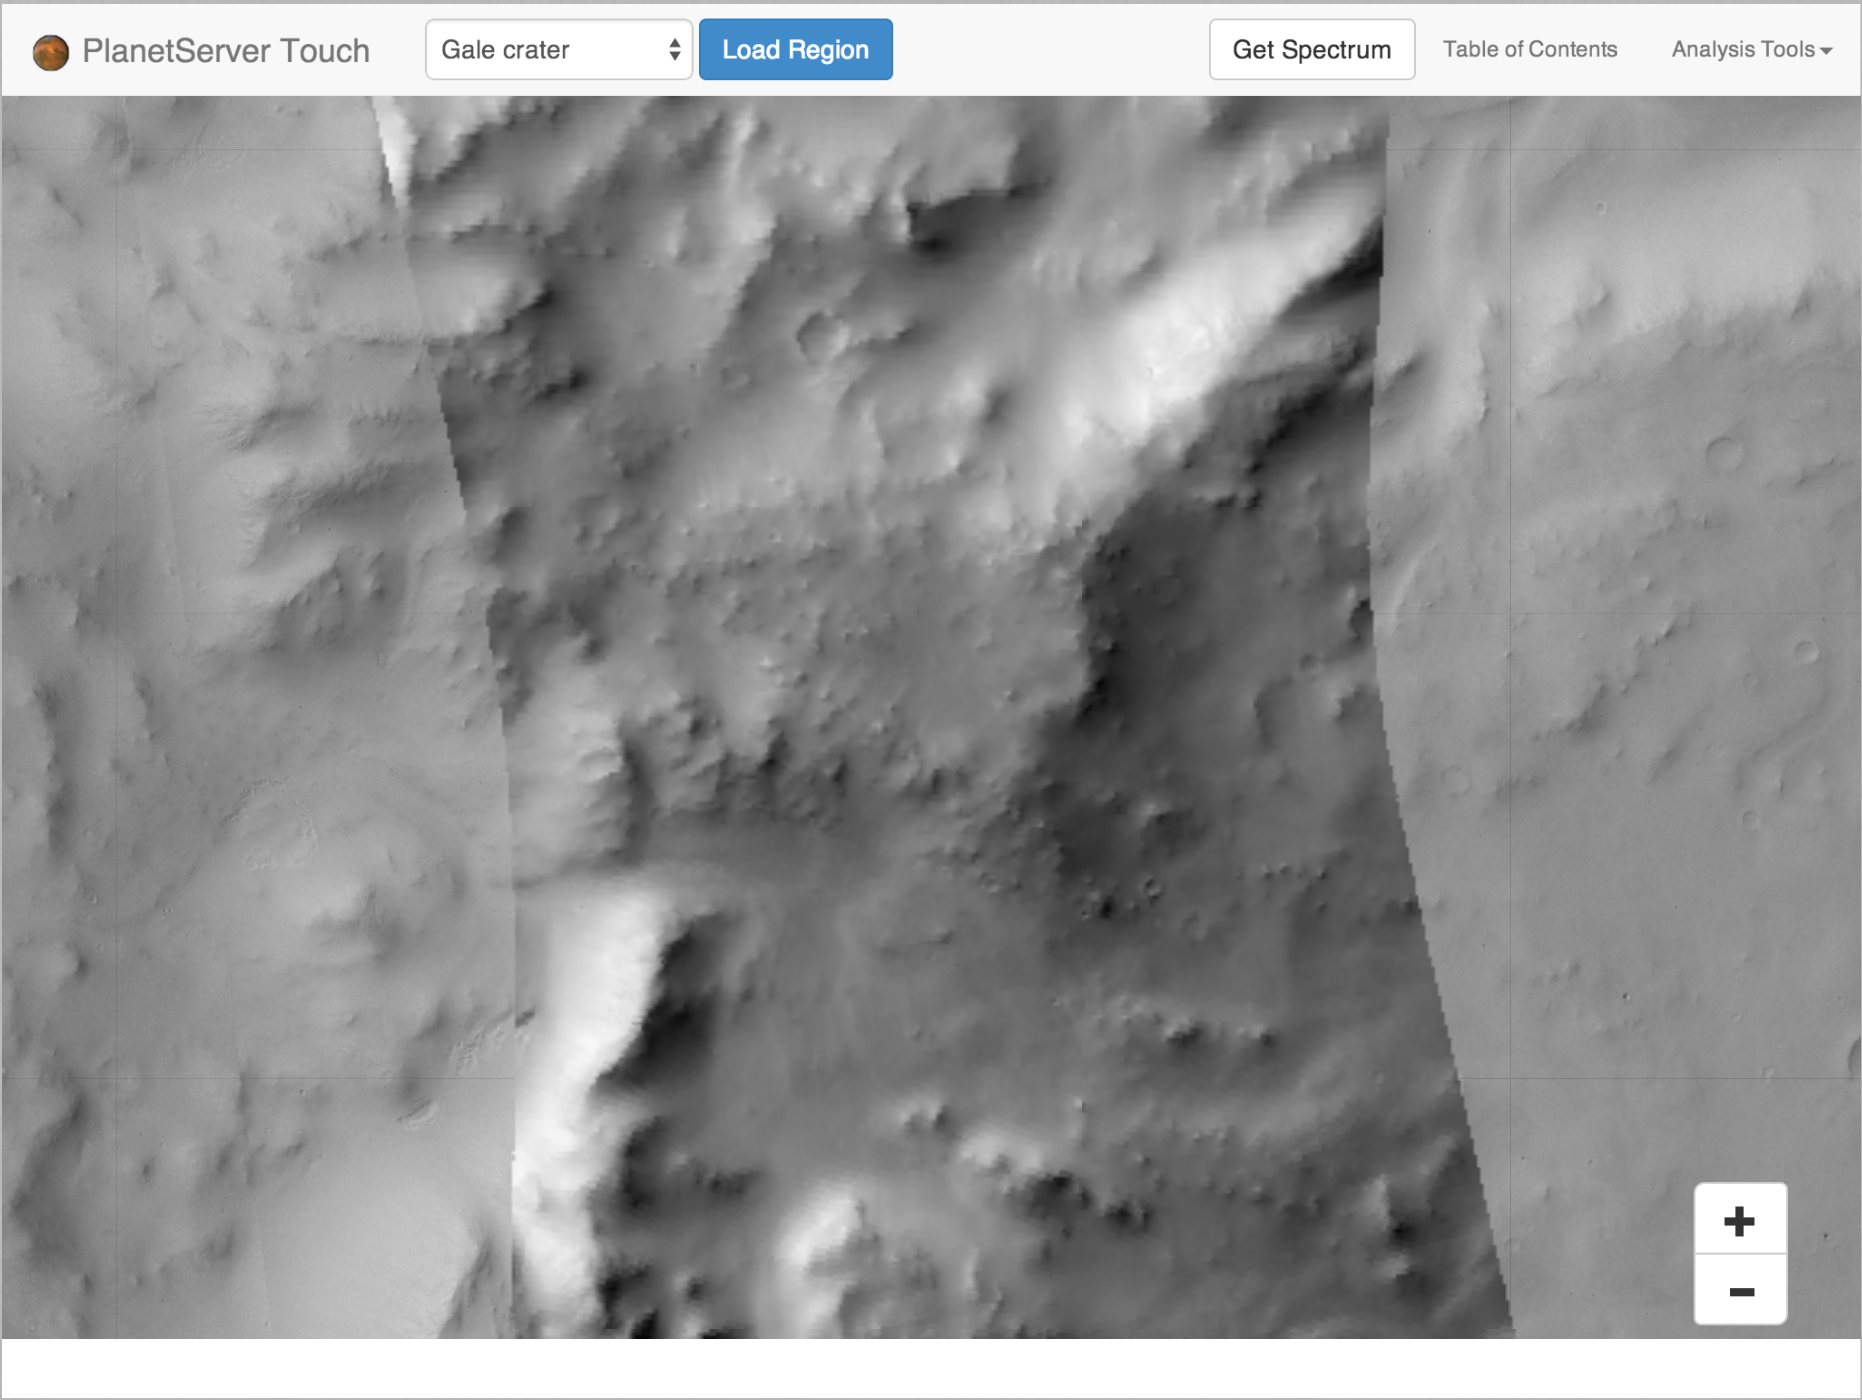 PlanetServer Touch
Gale crater
Load Region
Get Spectrum
Table of Contents
Analysis Tools
+
-